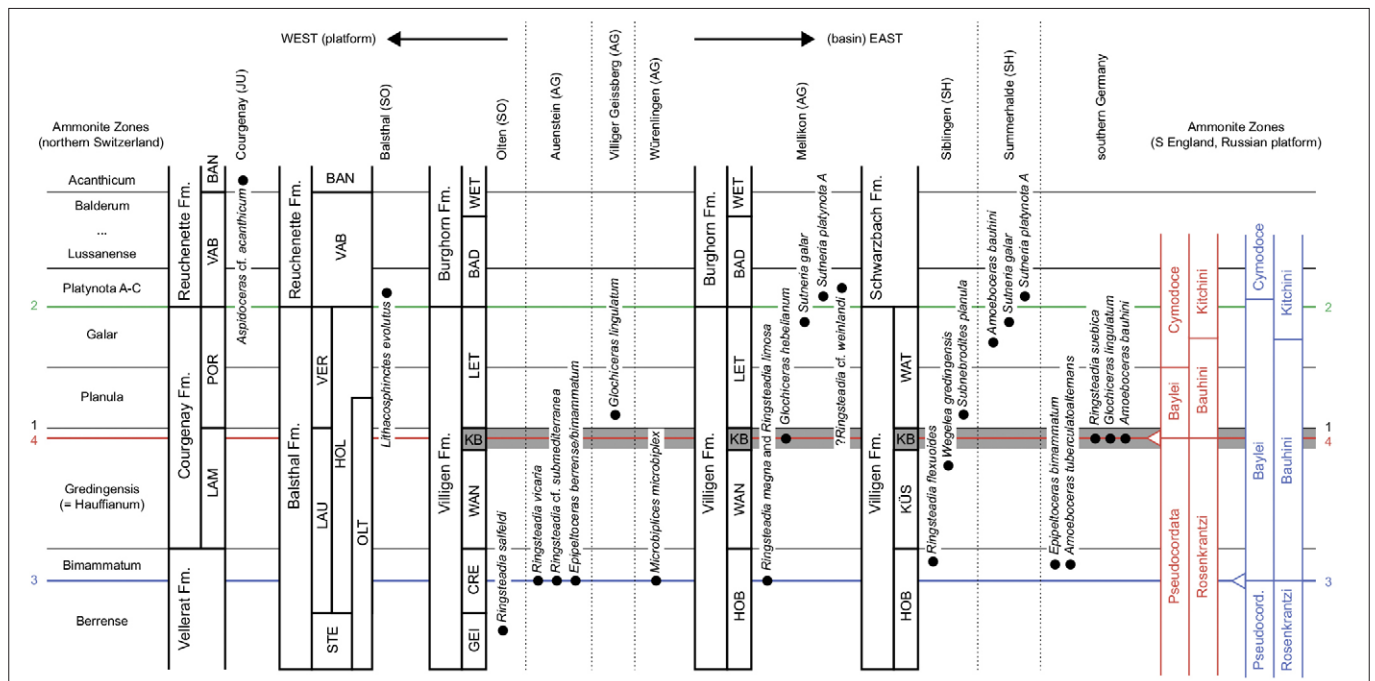 WEST (platform)
(basin) EAST
Ammonite Zones
(northern Switzerland)
Courgenay (JU)
Balsthal (SO)
Olten (SO)
Auenstein (AG)
Villiger Geissberg (AG)
Würenlingen (AG)
Mellikon (AG)
Siblingen (SH)
Summerhalde (SH)
southern Germany
Ammonite Zones
(S England, Russian platform)
Acanthicum
Balderum
...
Lussanense
Platynota A-C
2
Galar
Planula
1
4
Gredingensis
(= Hauffianum)
Bimammatum
3
Berrense
Reuchenette Fm.
Courgenay Fm.
Vellerat Fm.
BAN
VAB
POR
LAM
Aspidoceras cf. acanthicum
Reuchenette Fm.
Balsthal Fm.
BAN
VAB
VER
LAU
STE
HOL
OLT
Lithacosphinctes evolutus
Burghorn Fm.
Villigen Fm.
WET
BAD
LET
KB
WAN
CRE
GEI
Ringsteadia salfeldi
Ringsteadia vicaria
Ringsteadia cf. submediterranea
Epipeltoceras berrense/bimammatum
Glochiceras lingulatum
Microbiplices microbiplex
Burghorn Fm.
Villigen Fm.
WET
BAD
LET
KB
WAN
HOB
Ringsteadia magna and Ringsteadia limosa
Glochiceras hebelianum
Sutneria galar
Sutneria platynota A
?Ringsteadia cf. weinlandi
Schwarzbach Fm.
Villigen Fm.
WAT
KB
KÜS
HOB
Ringsteadia flexuoides
Wegelea gredingensis
Subnebrodites planula
Amoeboceras bauhini
Sutneria galar
Sutneria platynota A
Epipeltoceras bimammatum
Amoeboceras tuberculatoalternans
Ringsteadia suebica
Glochiceras lingulatum
Amoeboceras bauhini
Cymodoce
Baylei
Pseudocordata
Kitchini
Bauhini
Rosenkrantzi
Cymodoce
Baylei
Pseudocord.
Kitchini
Bauhini
Rosenkrantzi
2
1
4
3